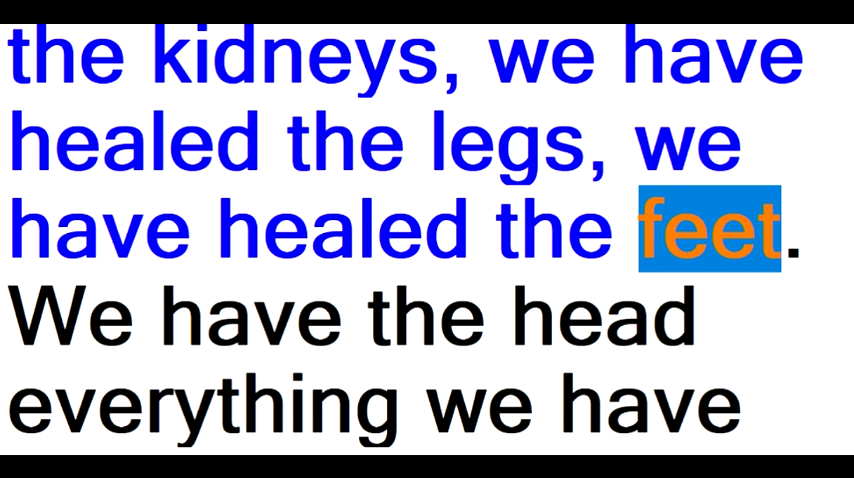 the kidneys, we have
healed the legs, we
have healed the feet.
We have the head
everything we have